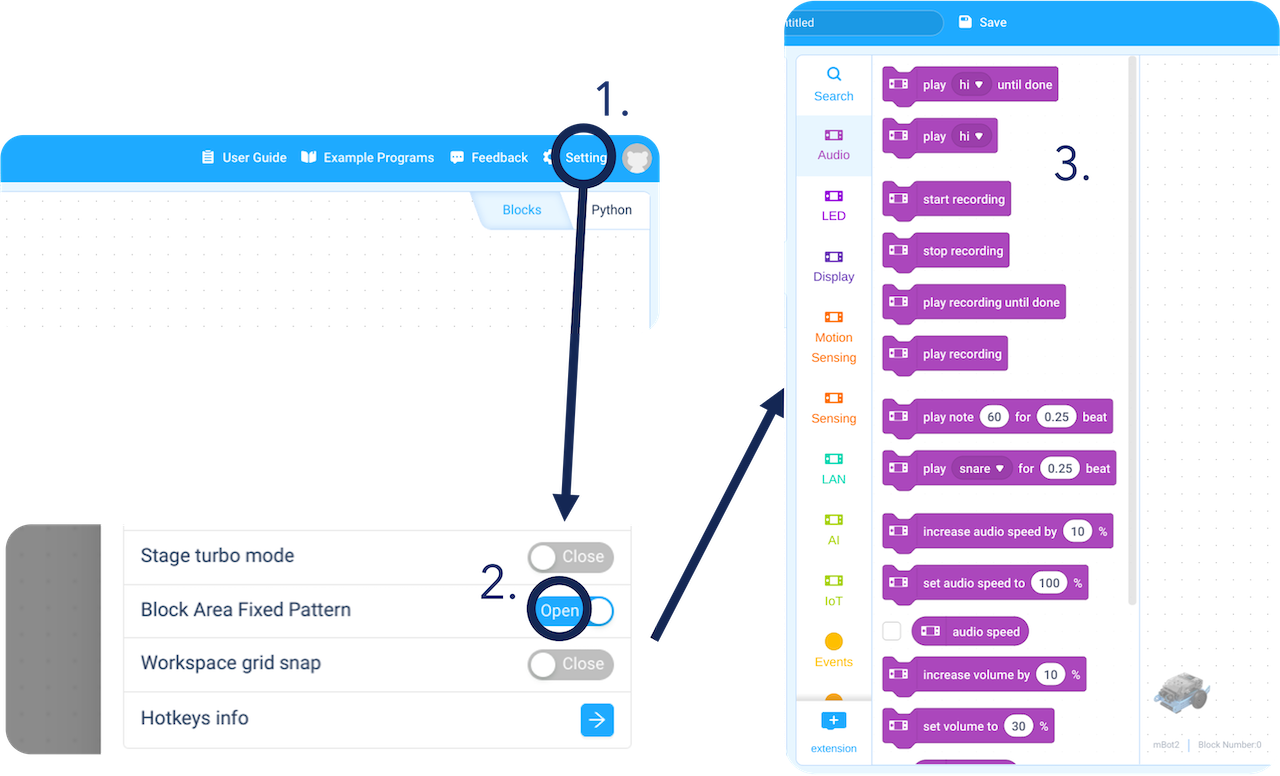 1.
User Guide Example Programs Feedback Setting
Blocks Python
2.
Stage turbo mode Close
Block Area Fixed Pattern Open
Workspace grid snap Close
Hotkeys info
3.
ntitled Save
Search
Audio
LED
Display
Motion
Sensing
Sensing
LAN
AI
IoT
Events
extension
play hi until done
play hi
start recording
stop recording
play recording until done
play recording
play note 60 for 0.25 beat
play snare for 0.25 beat
increase audio speed by 10 %
set audio speed to 100 %
audio speed
increase volume by 10 %
set volume to 30 %
mBot2 Block Number:0